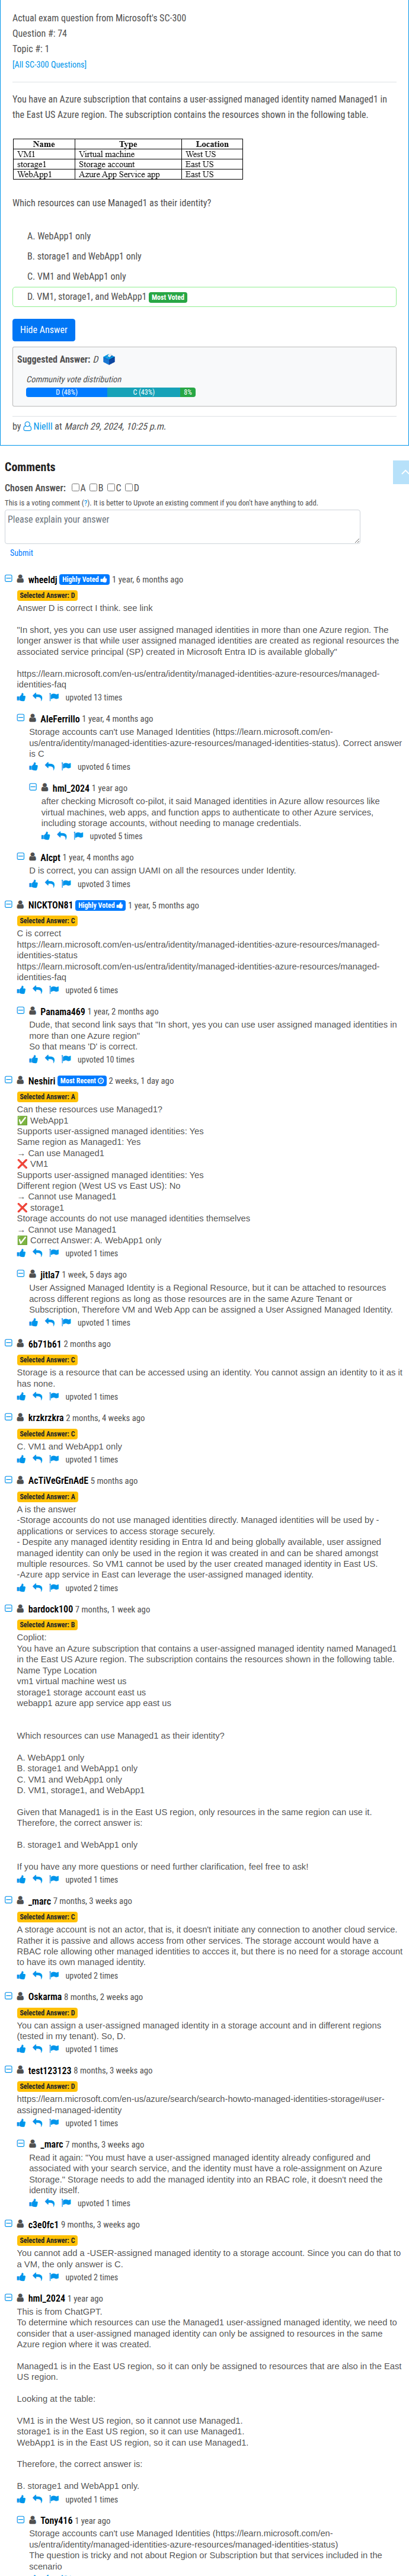 Actual exam question from Microsoft's SC-300
Question #: 74
Topic #: 1
[All SC-300 Questions]
You have an Azure subscription that contains a user-assigned managed identity named Managed1 in
the East US Azure region. The subscription contains the resources shown in the following table.
Name Type Location
VM1 Virtual machine West US
storage1 Storage account East US
WebApp1 Azure App Service app East US
Which resources can use Managed1 as their identity?
A. WebApp1 only
B. storage1 and WebApp1 only
C. VM1 and WebApp1 only
D. VM1, storage1, and WebApp1 Most Voted
Hide Answer
Suggested Answer: D
Community vote distribution
D (48%) C (43%) 8%
by Nielll at March 29, 2024, 10:25 p.m.
Comments
Chosen Answer: A B C D
This is a voting comment (?). It is better to Upvote an existing comment if you don't have anything to add.
Please explain your answer
Submit
wheeldj Highly Voted 1 year, 6 months ago
Selected Answer: D
Answer D is correct I think. see link
"In short, yes you can use user assigned managed identities in more than one Azure region. The
longer answer is that while user assigned managed identities are created as regional resources the
associated service principal (SP) created in Microsoft Entra ID is available globally"
https://learn.microsoft.com/en-us/entra/identity/managed-identities-azure-resources/managed-
identities-faq
upvoted 13 times
AleFerrillo 1 year, 4 months ago
Storage accounts can't use Managed Identities (https://learn.microsoft.com/en-
us/entra/identity/managed-identities-azure-resources/managed-identities-status). Correct answer
is C
upvoted 6 times
hml_2024 1 year ago
after checking Microsoft co-pilot, it said Managed identities in Azure allow resources like
virtual machines, web apps, and function apps to authenticate to other Azure services,
including storage accounts, without needing to manage credentials.
upvoted 5 times
Alcpt 1 year, 4 months ago
D is correct, you can assign UAMI on all the resources under Identity.
upvoted 3 times
NICKTON81 Highly Voted 1 year, 5 months ago
Selected Answer: C
C is correct
https://learn.microsoft.com/en-us/entra/identity/managed-identities-azure-resources/managed-
identities-status
https://learn.microsoft.com/en-us/entra/identity/managed-identities-azure-resources/managed-
identities-faq
upvoted 6 times
Panama469 1 year, 2 months ago
Dude, that second link says that "In short, yes you can use user assigned managed identities in
more than one Azure region"
So that means 'D' is correct.
upvoted 10 times
Neshiri Most Recent 2 weeks, 1 day ago
Selected Answer: A
Can these resources use Managed1?
✅ WebApp1
Supports user-assigned managed identities: Yes
Same region as Managed1: Yes
→ Can use Managed1
❌ VM1
Supports user-assigned managed identities: Yes
Different region (West US vs East US): No
→ Cannot use Managed1
❌ storage1
Storage accounts do not use managed identities themselves
→ Cannot use Managed1
✅ Correct Answer: A. WebApp1 only
upvoted 1 times
jitla7 1 week, 5 days ago
User Assigned Managed Identity is a Regional Resource, but it can be attached to resources
across different regions as long as those resources are in the same Azure Tenant or
Subscription, Therefore VM and Web App can be assigned a User Assigned Managed Identity.
upvoted 1 times
6b71b61 2 months ago
Selected Answer: C
Storage is a resource that can be accessed using an identity. You cannot assign an identity to it as it
has none.
upvoted 1 times
krzkrzkra 2 months, 4 weeks ago
Selected Answer: C
C. VM1 and WebApp1 only
upvoted 1 times
AcTiVeGrEnAdE 5 months ago
Selected Answer: A
A is the answer
-Storage accounts do not use managed identities directly. Managed identities will be used by -
applications or services to access storage securely.
- Despite any managed identity residing in Entra Id and being globally available, user assigned
managed identity can only be used in the region it was created in and can be shared amongst
multiple resources. So VM1 cannot be used by the user created managed identity in East US.
-Azure app service in East can leverage the user-assigned managed identity.
upvoted 2 times
bardock100 7 months, 1 week ago
Selected Answer: B
Copliot:
You have an Azure subscription that contains a user-assigned managed identity named Managed1
in the East US Azure region. The subscription contains the resources shown in the following table.
Name Type Location
vm1 virtual machine west us
storage1 storage account east us
webapp1 azure app service app east us
Which resources can use Managed1 as their identity?
A. WebApp1 only
B. storage1 and WebApp1 only
C. VM1 and WebApp1 only
D. VM1, storage1, and WebApp1
Given that Managed1 is in the East US region, only resources in the same region can use it.
Therefore, the correct answer is:
B. storage1 and WebApp1 only
If you have any more questions or need further clarification, feel free to ask!
upvoted 1 times
_marc 7 months, 3 weeks ago
Selected Answer: C
A storage account is not an actor, that is, it doesn't initiate any connection to another cloud service.
Rather it is passive and allows access from other services. The storage account would have a
RBAC role allowing other managed identities to accces it, but there is no need for a storage account
to have its own managed identity.
upvoted 2 times
Oskarma 8 months, 2 weeks ago
Selected Answer: D
You can assign a user-assigned managed identity in a storage account and in different regions
(tested in my tenant). So, D.
upvoted 1 times
test123123 8 months, 3 weeks ago
Selected Answer: D
https://learn.microsoft.com/en-us/azure/search/search-howto-managed-identities-storage#user-
assigned-managed-identity
upvoted 1 times
_marc 7 months, 3 weeks ago
Read it again: "You must have a user-assigned managed identity already configured and
associated with your search service, and the identity must have a role-assignment on Azure
Storage." Storage needs to add the managed identity into an RBAC role, it doesn't need the
identity itself.
upvoted 1 times
c3e0fc1 9 months, 3 weeks ago
Selected Answer: C
You cannot add a -USER-assigned managed identity to a storage account. Since you can do that to
a VM, the only answer is C.
upvoted 2 times
hml_2024 1 year ago
This is from ChatGPT.
To determine which resources can use the Managed1 user-assigned managed identity, we need to
consider that a user-assigned managed identity can only be assigned to resources in the same
Azure region where it was created.
Managed1 is in the East US region, so it can only be assigned to resources that are also in the East
US region.
Looking at the table:
VM1 is in the West US region, so it cannot use Managed1.
storage1 is in the East US region, so it can use Managed1.
WebApp1 is in the East US region, so it can use Managed1.
Therefore, the correct answer is:
B. storage1 and WebApp1 only.
upvoted 1 times
Tony416 1 year ago
Storage accounts can't use Managed Identities (https://learn.microsoft.com/en-
us/entra/identity/managed-identities-azure-resources/managed-identities-status)
The question is tricky and not about Region or Subscription but that services included in the
scenario